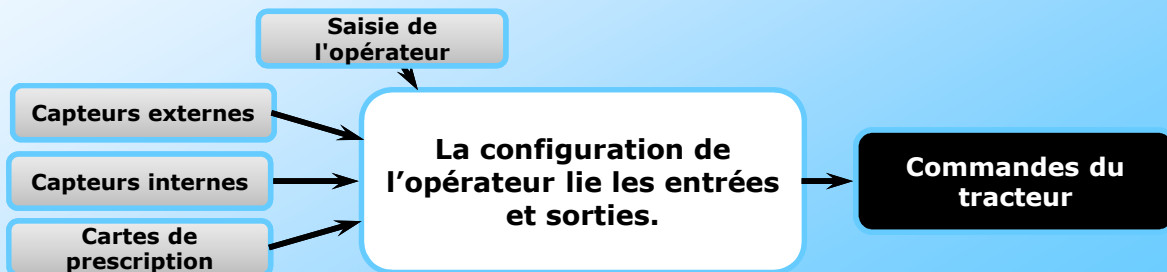 Saisie de
l'opérateur
Capteurs externes
Capteurs internes
Cartes de
prescription
La configuration de
l’opérateur lie les entrées
et sorties.
Commandes du
tracteur